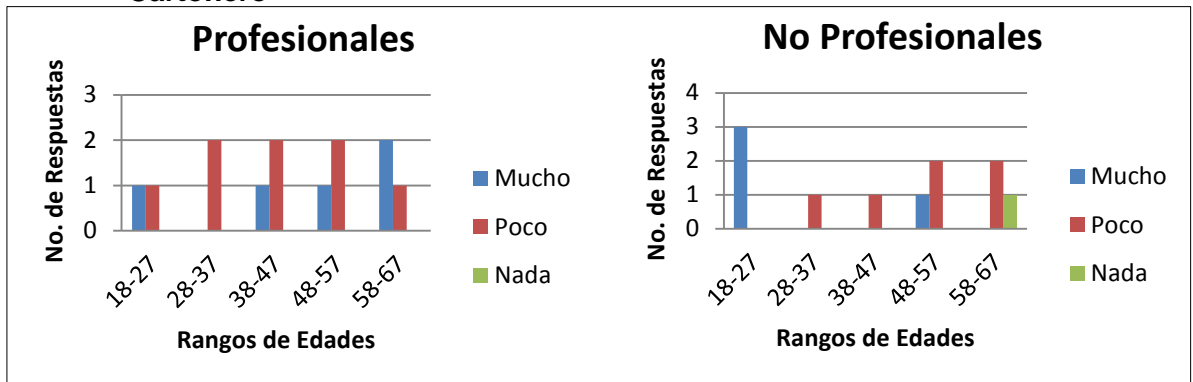 Profesionales
No. de Respuestas
3
2
1
0
18-27
28-37
38-47
48-57
58-67
Rangos de Edades
Mucho
Poco
Nada
No Profesionales
No. de Respuestas
4
3
2
1
0
18-27
28-37
38-47
48-57
58-67
Rangos de Edades
Mucho
Poco
Nada